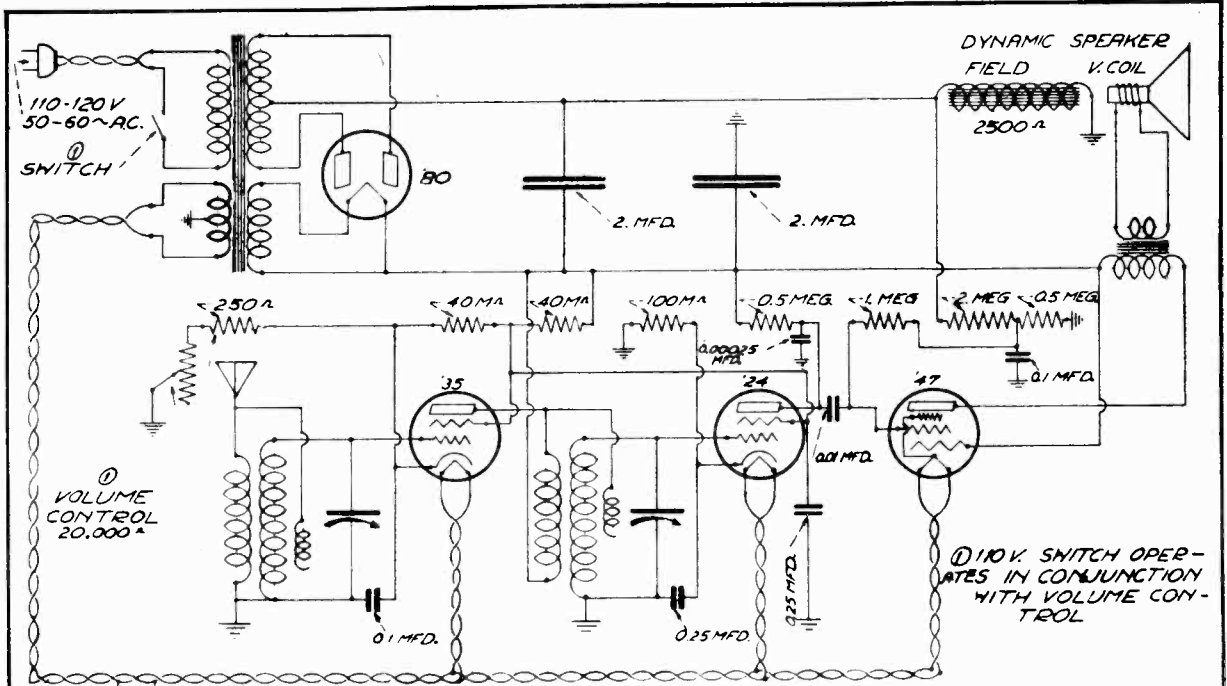 DYNAMIC SPEAKER
FIELD V. COIL
2500 Ω
110-120 V
50-60 ~ A.C.
①
SWITCH
'80
2. MFD.
2. MFD.
250 Ω
40 MΩ
40 MΩ
100 MΩ
0.5 MEG.
.1 MEG
.2 MEG
0.5 MEG.
0.00025
MFD.
0.1 MFD.
'35
'24
'47
0.01 MFD.
①
VOLUME
CONTROL
20.000 Ω
0.1 MFD.
0.25 MFD.
0.25 MFD.
① 110 V. SWITCH OPER-
ATES IN CONJUNCTION
WITH VOLUME CON-
TROL